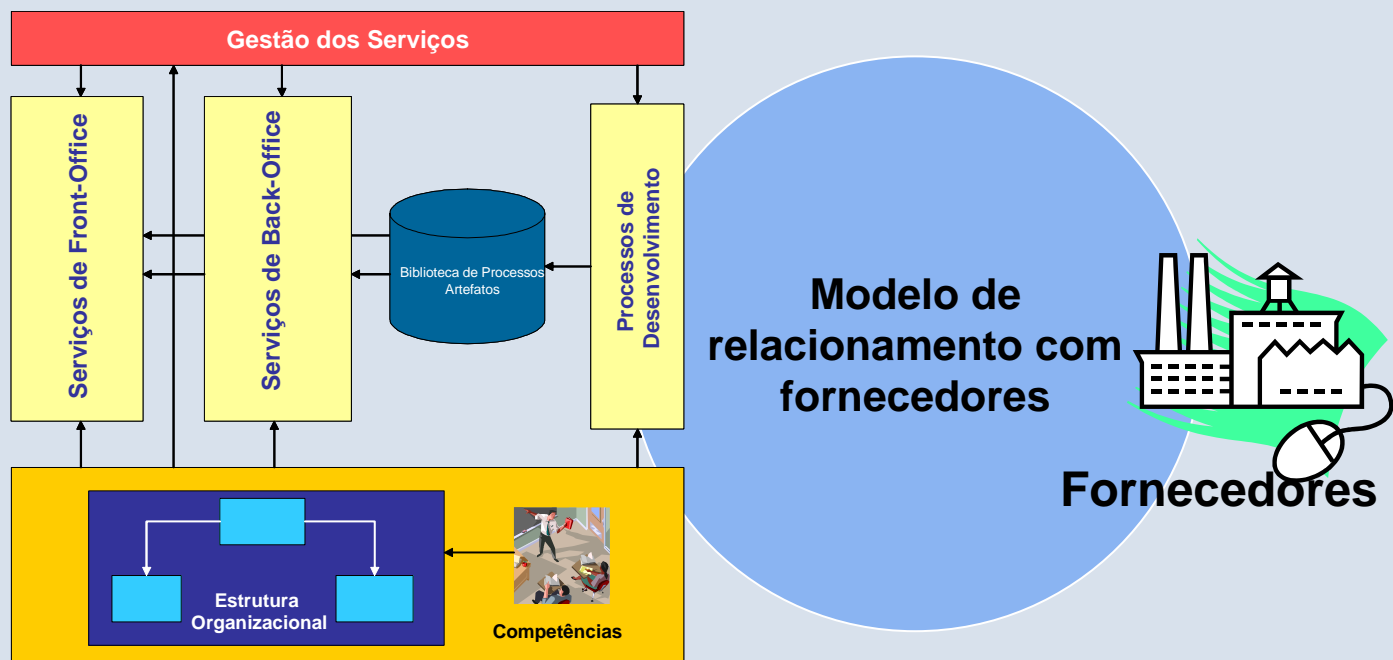 Gestão dos Serviços
Serviços de Front-Office
Serviços de Back-Office
Biblioteca de Processos
Artefatos
Processos de
Desenvolvimento
Modelo de
relacionamento com
fornecedores
Fornecedores
Estrutura
Organizacional
Competências